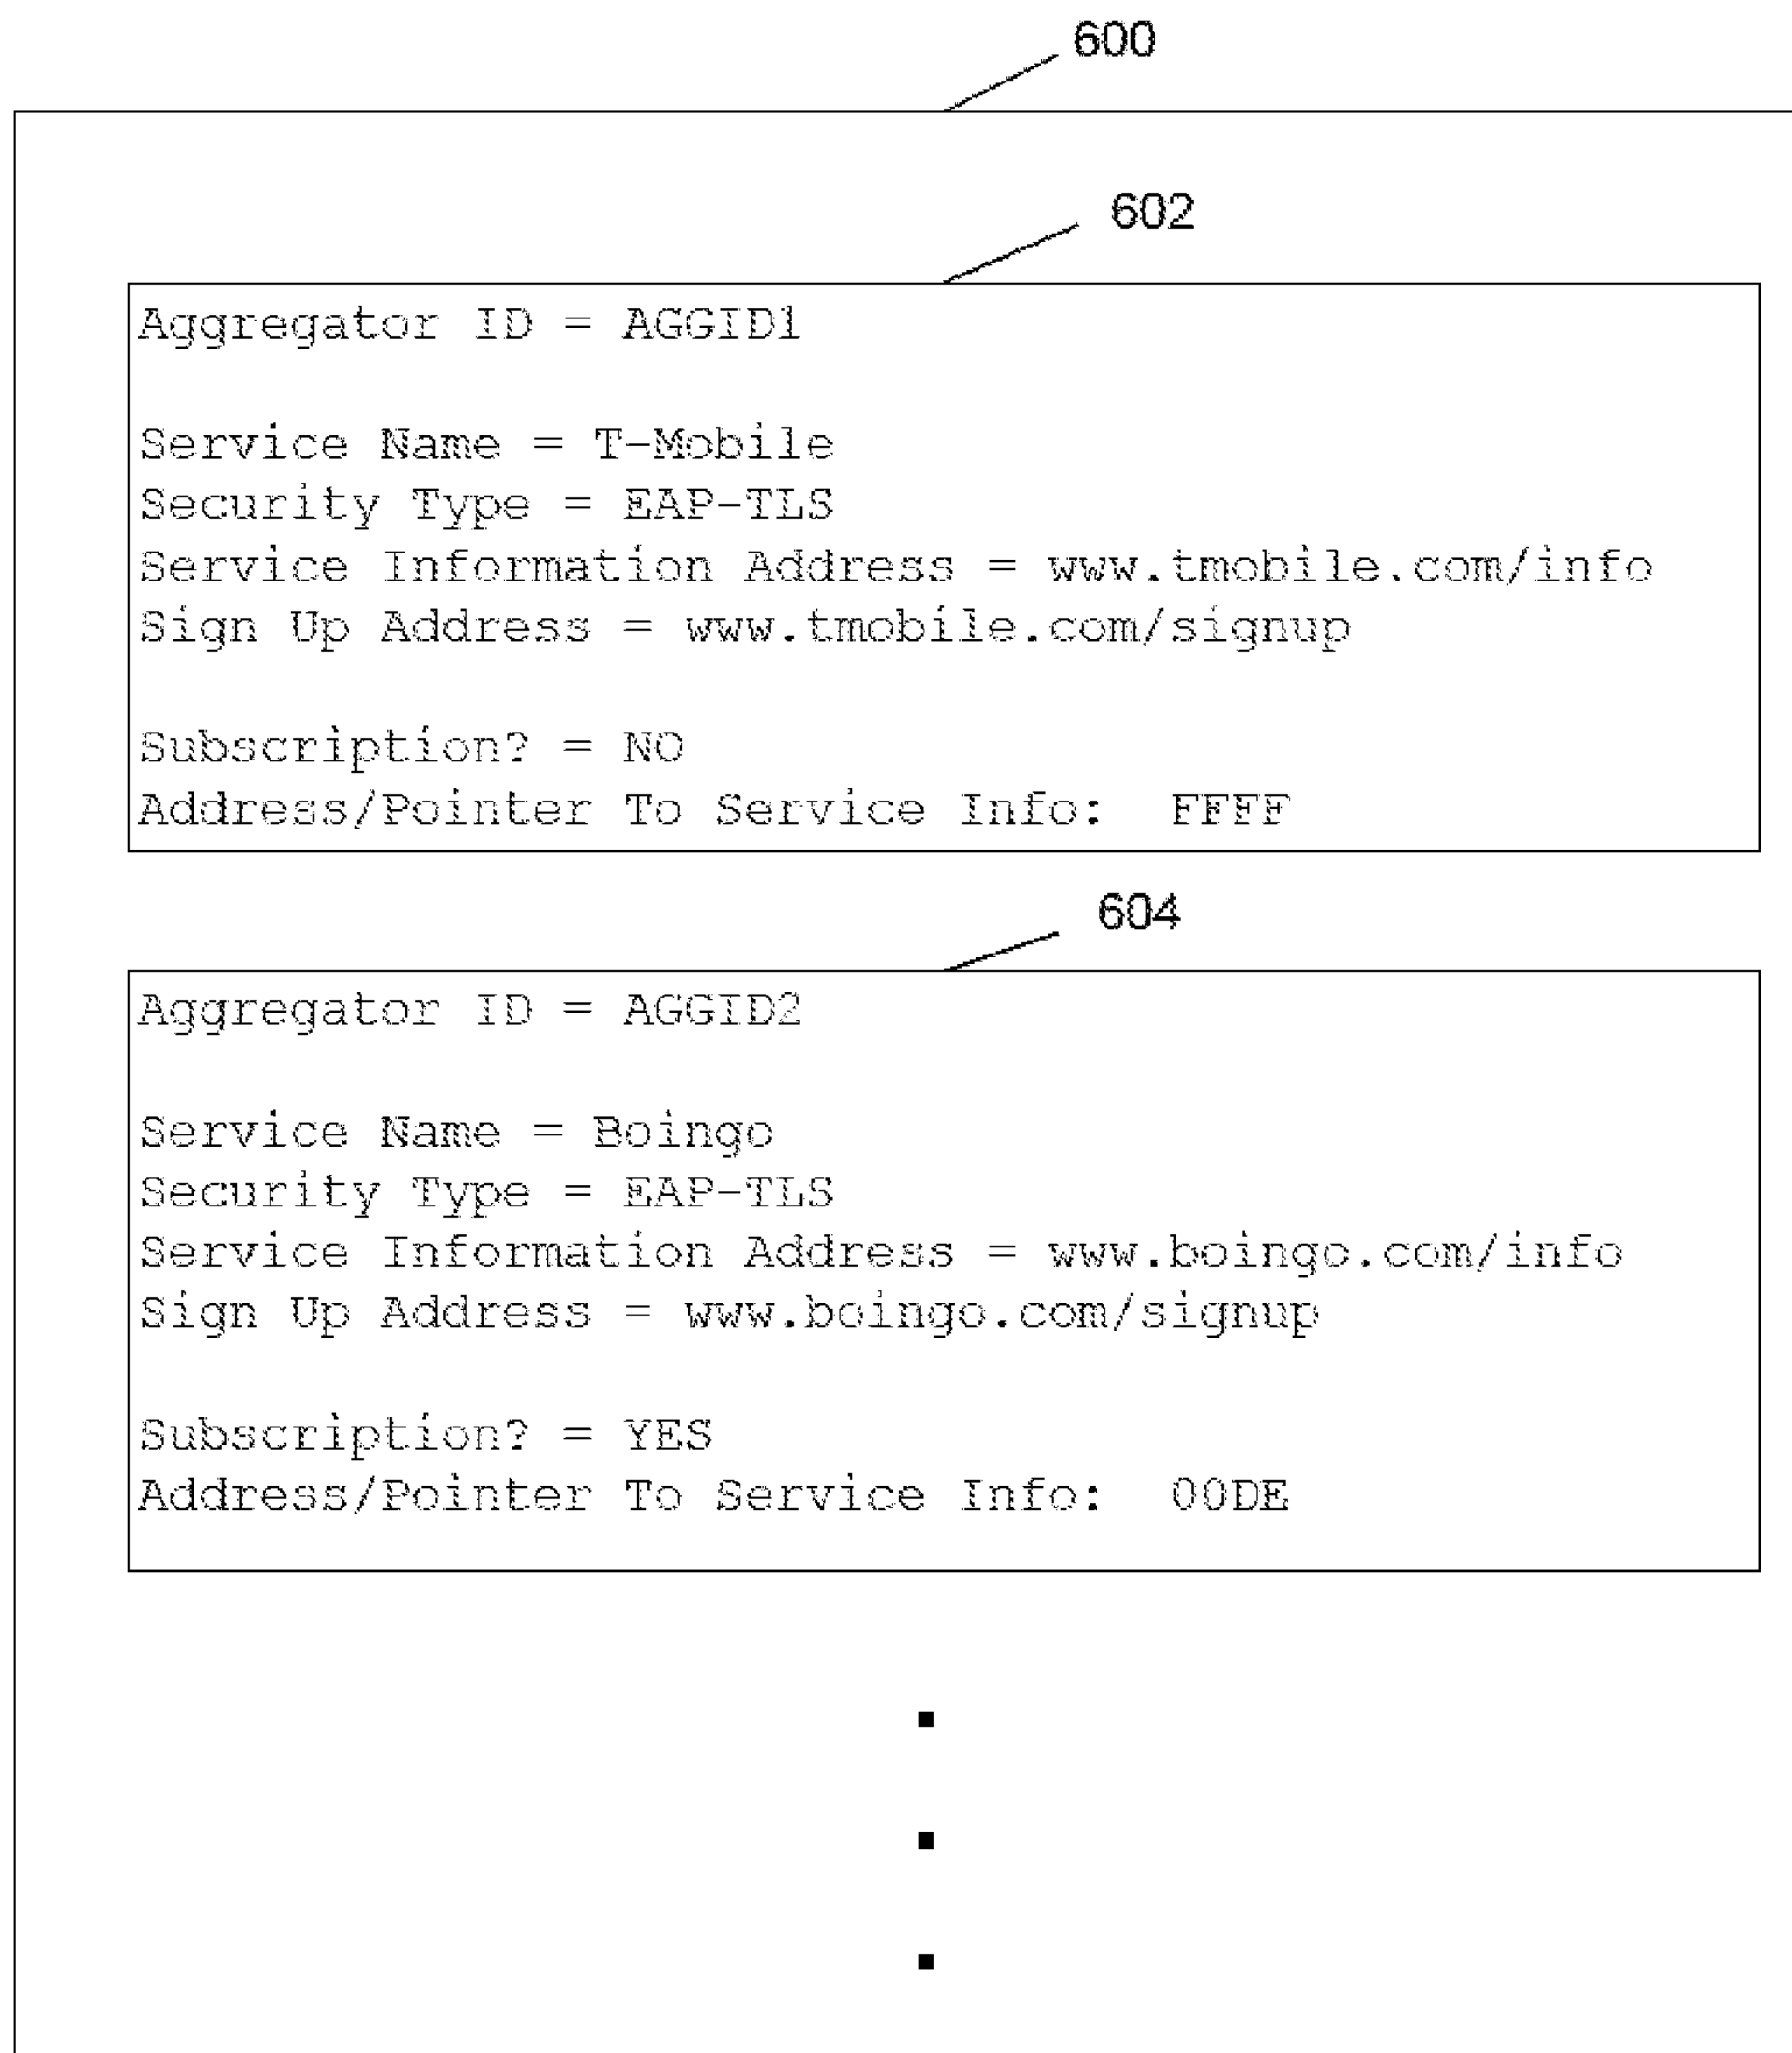 600
602
Aggregator ID = AGGID1
Service Name = T-Mobile
Security Type = EAP-TLS
Service Information Address = www.tmobile.com/info
Sign Up Address = www.tmobile.com/signup
Subscription? = NO
Address/Pointer To Service Info: FFFF
604
Aggregator ID = AGGID2
Service Name = Boingo
Security Type = EAP-TLS
Service Information Address = www.boingo.com/info
Sign Up Address = www.boingo.com/signup
Subscription? = YES
Address/Pointer To Service Info: 00DE